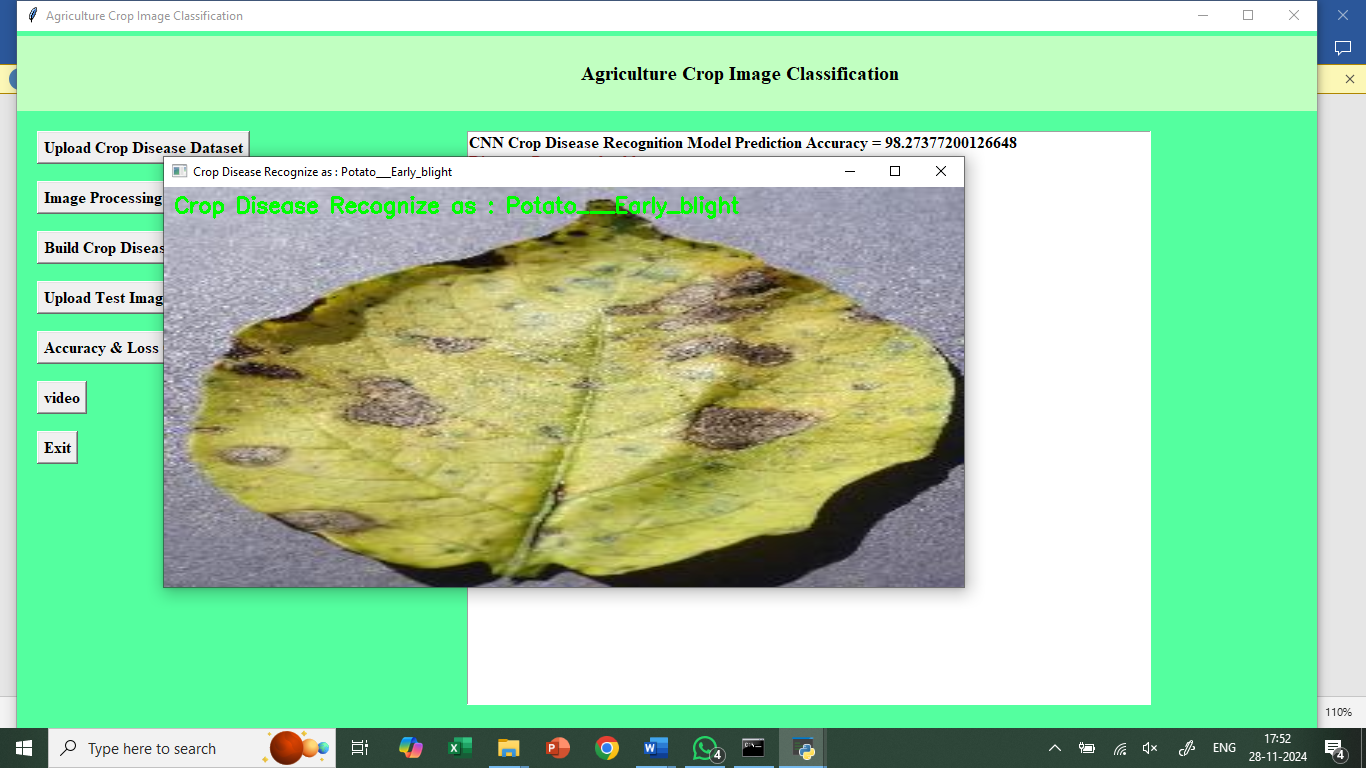 Agriculture Crop Image Classification
Agriculture Crop Image Classification
Upload Crop Disease Dataset
Image Processing
Build Crop Diseas
Upload Test Imag
Accuracy & Loss
video
Exit
CNN Crop Disease Recognition Model Prediction Accuracy = 98.27377200126648
Crop Disease Recognize as : Potato___Early_blight
Crop Disease Recognize as : Potato___Early_blight
110%
Type here to search
4
ENG
17:52
28-11-2024
4